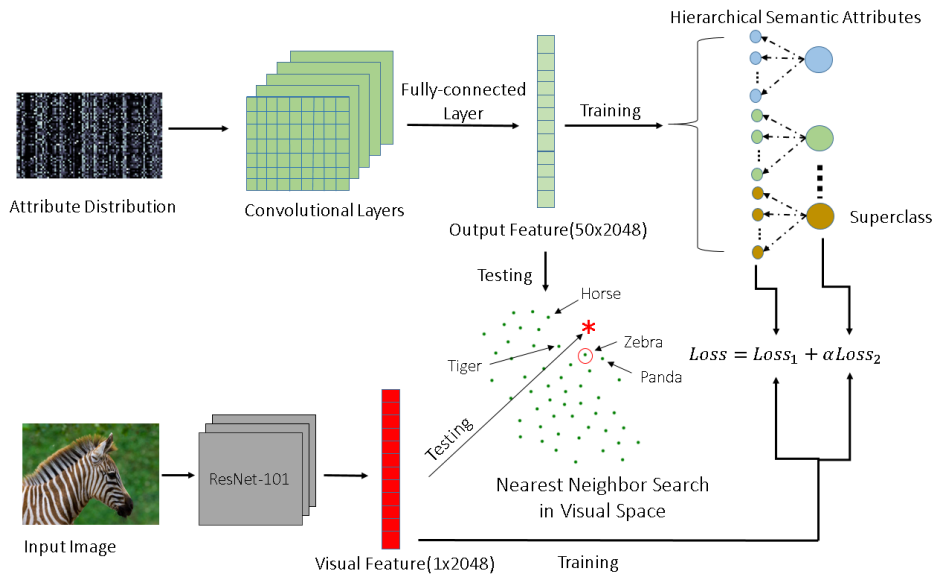 Hierarchical Semantic Attributes
Fully-connected
Layer
Training
Attribute Distribution
Convolutional Layers
Output Feature(50x2048)
Superclass
Testing
Horse
Zebra
Tiger
Panda
Loss = Loss₁ + αLoss₂
Testing
ResNet-101
Nearest Neighbor Search
in Visual Space
Input Image
Visual Feature(1x2048)
Training